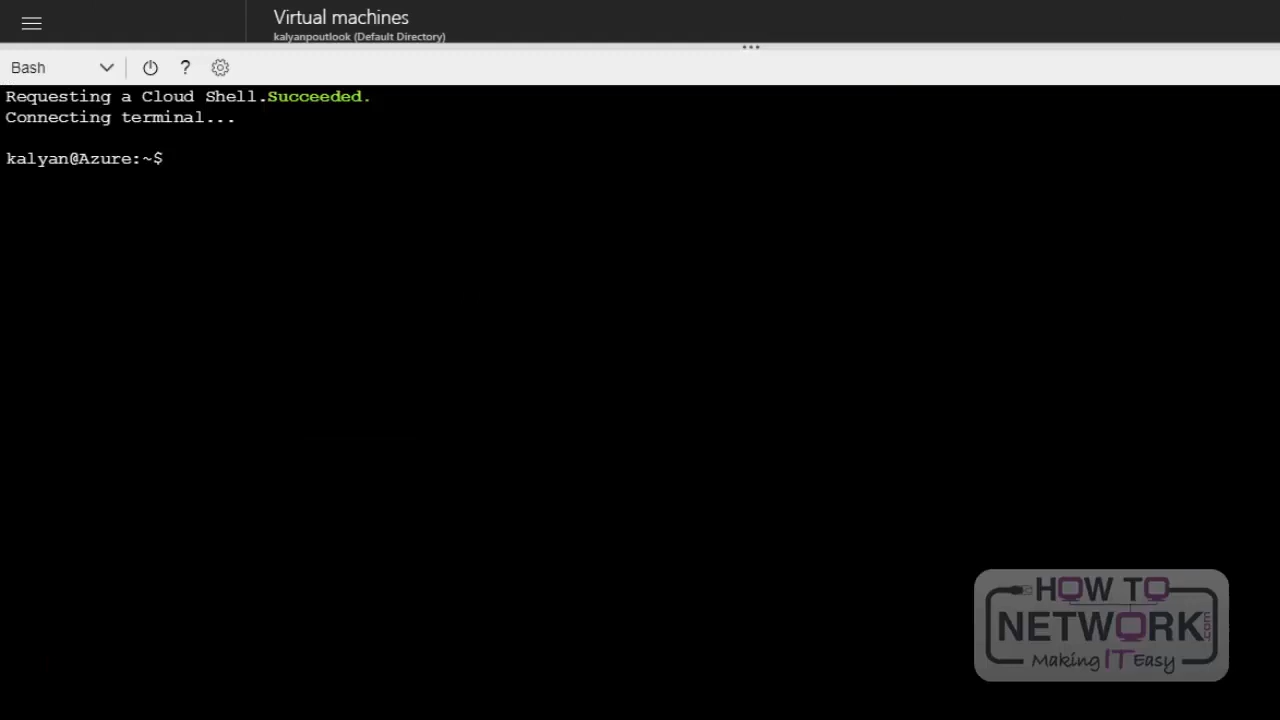 Virtual machines
kalyanpoutlook (Default Directory)
Bash
?
Requesting a Cloud Shell.Succeeded.
Connecting terminal...
kalyan@Azure:~$
HOW TO
NETWORK.com
Making IT Easy